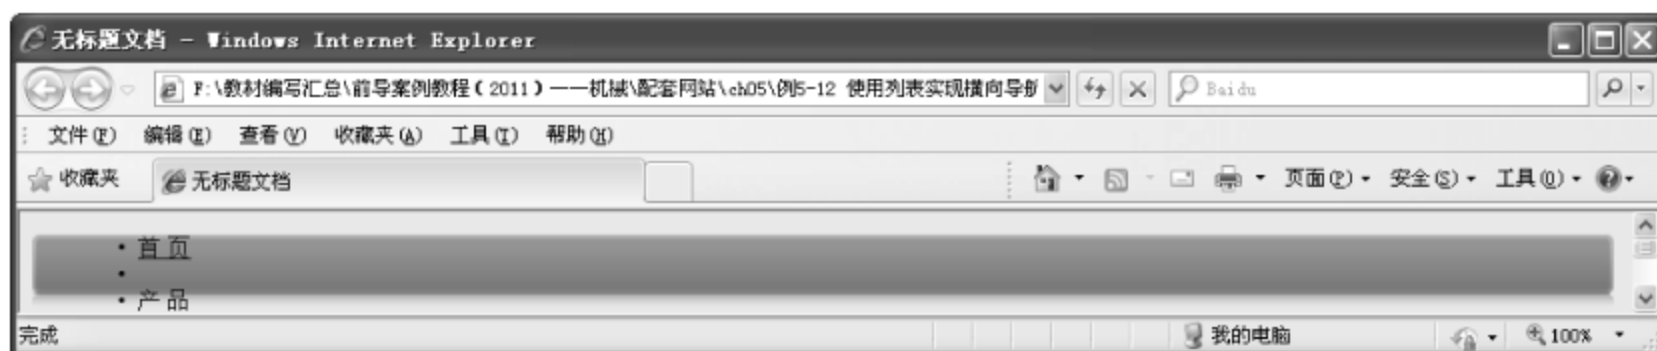 无标题文档 - Windows Internet Explorer
F:\教材编写汇总\前导案例教程(2011)——机械\配套网站\ch05\例5-12 使用列表实现横向导航 Baidu
文件(F) 编辑(E) 查看(V) 收藏夹(A) 工具(T) 帮助(H)
收藏夹 无标题文档 页面(P) 安全(S) 工具(O)
• 首 页
•
• 产 品
完成 我的电脑 100%